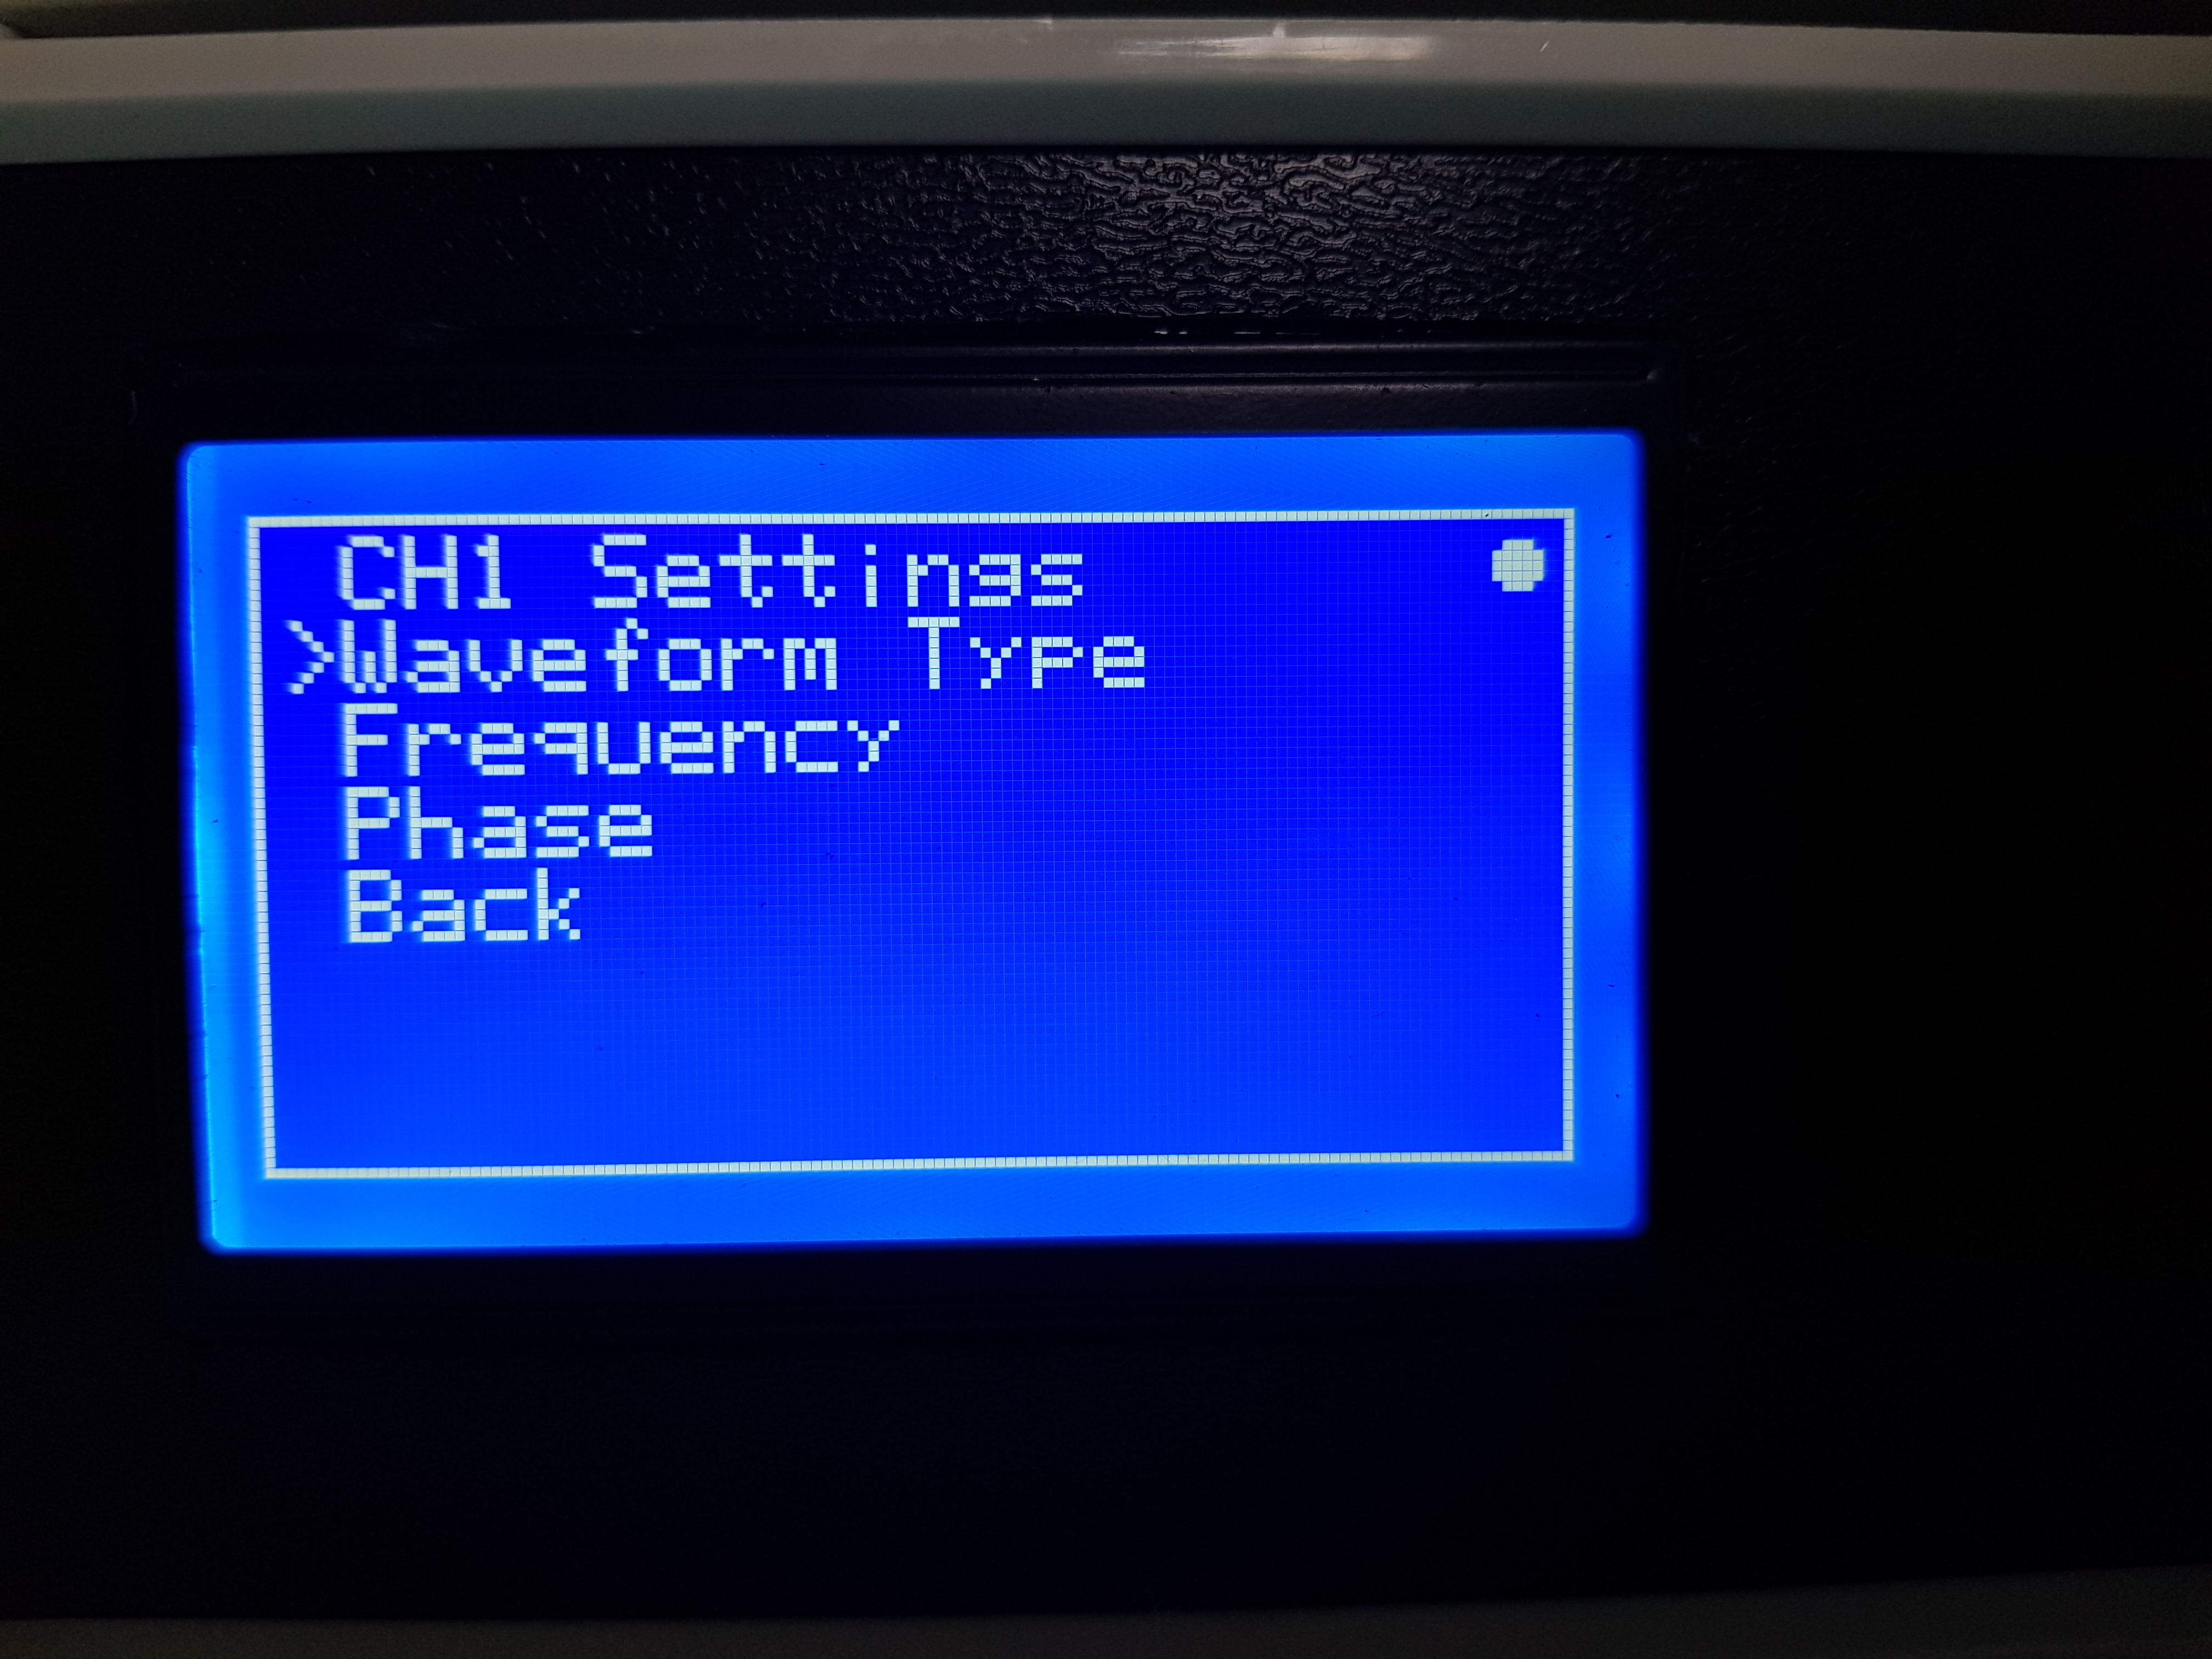 CH1 Settings
>Waveform Type
Frequency
Phase
Back